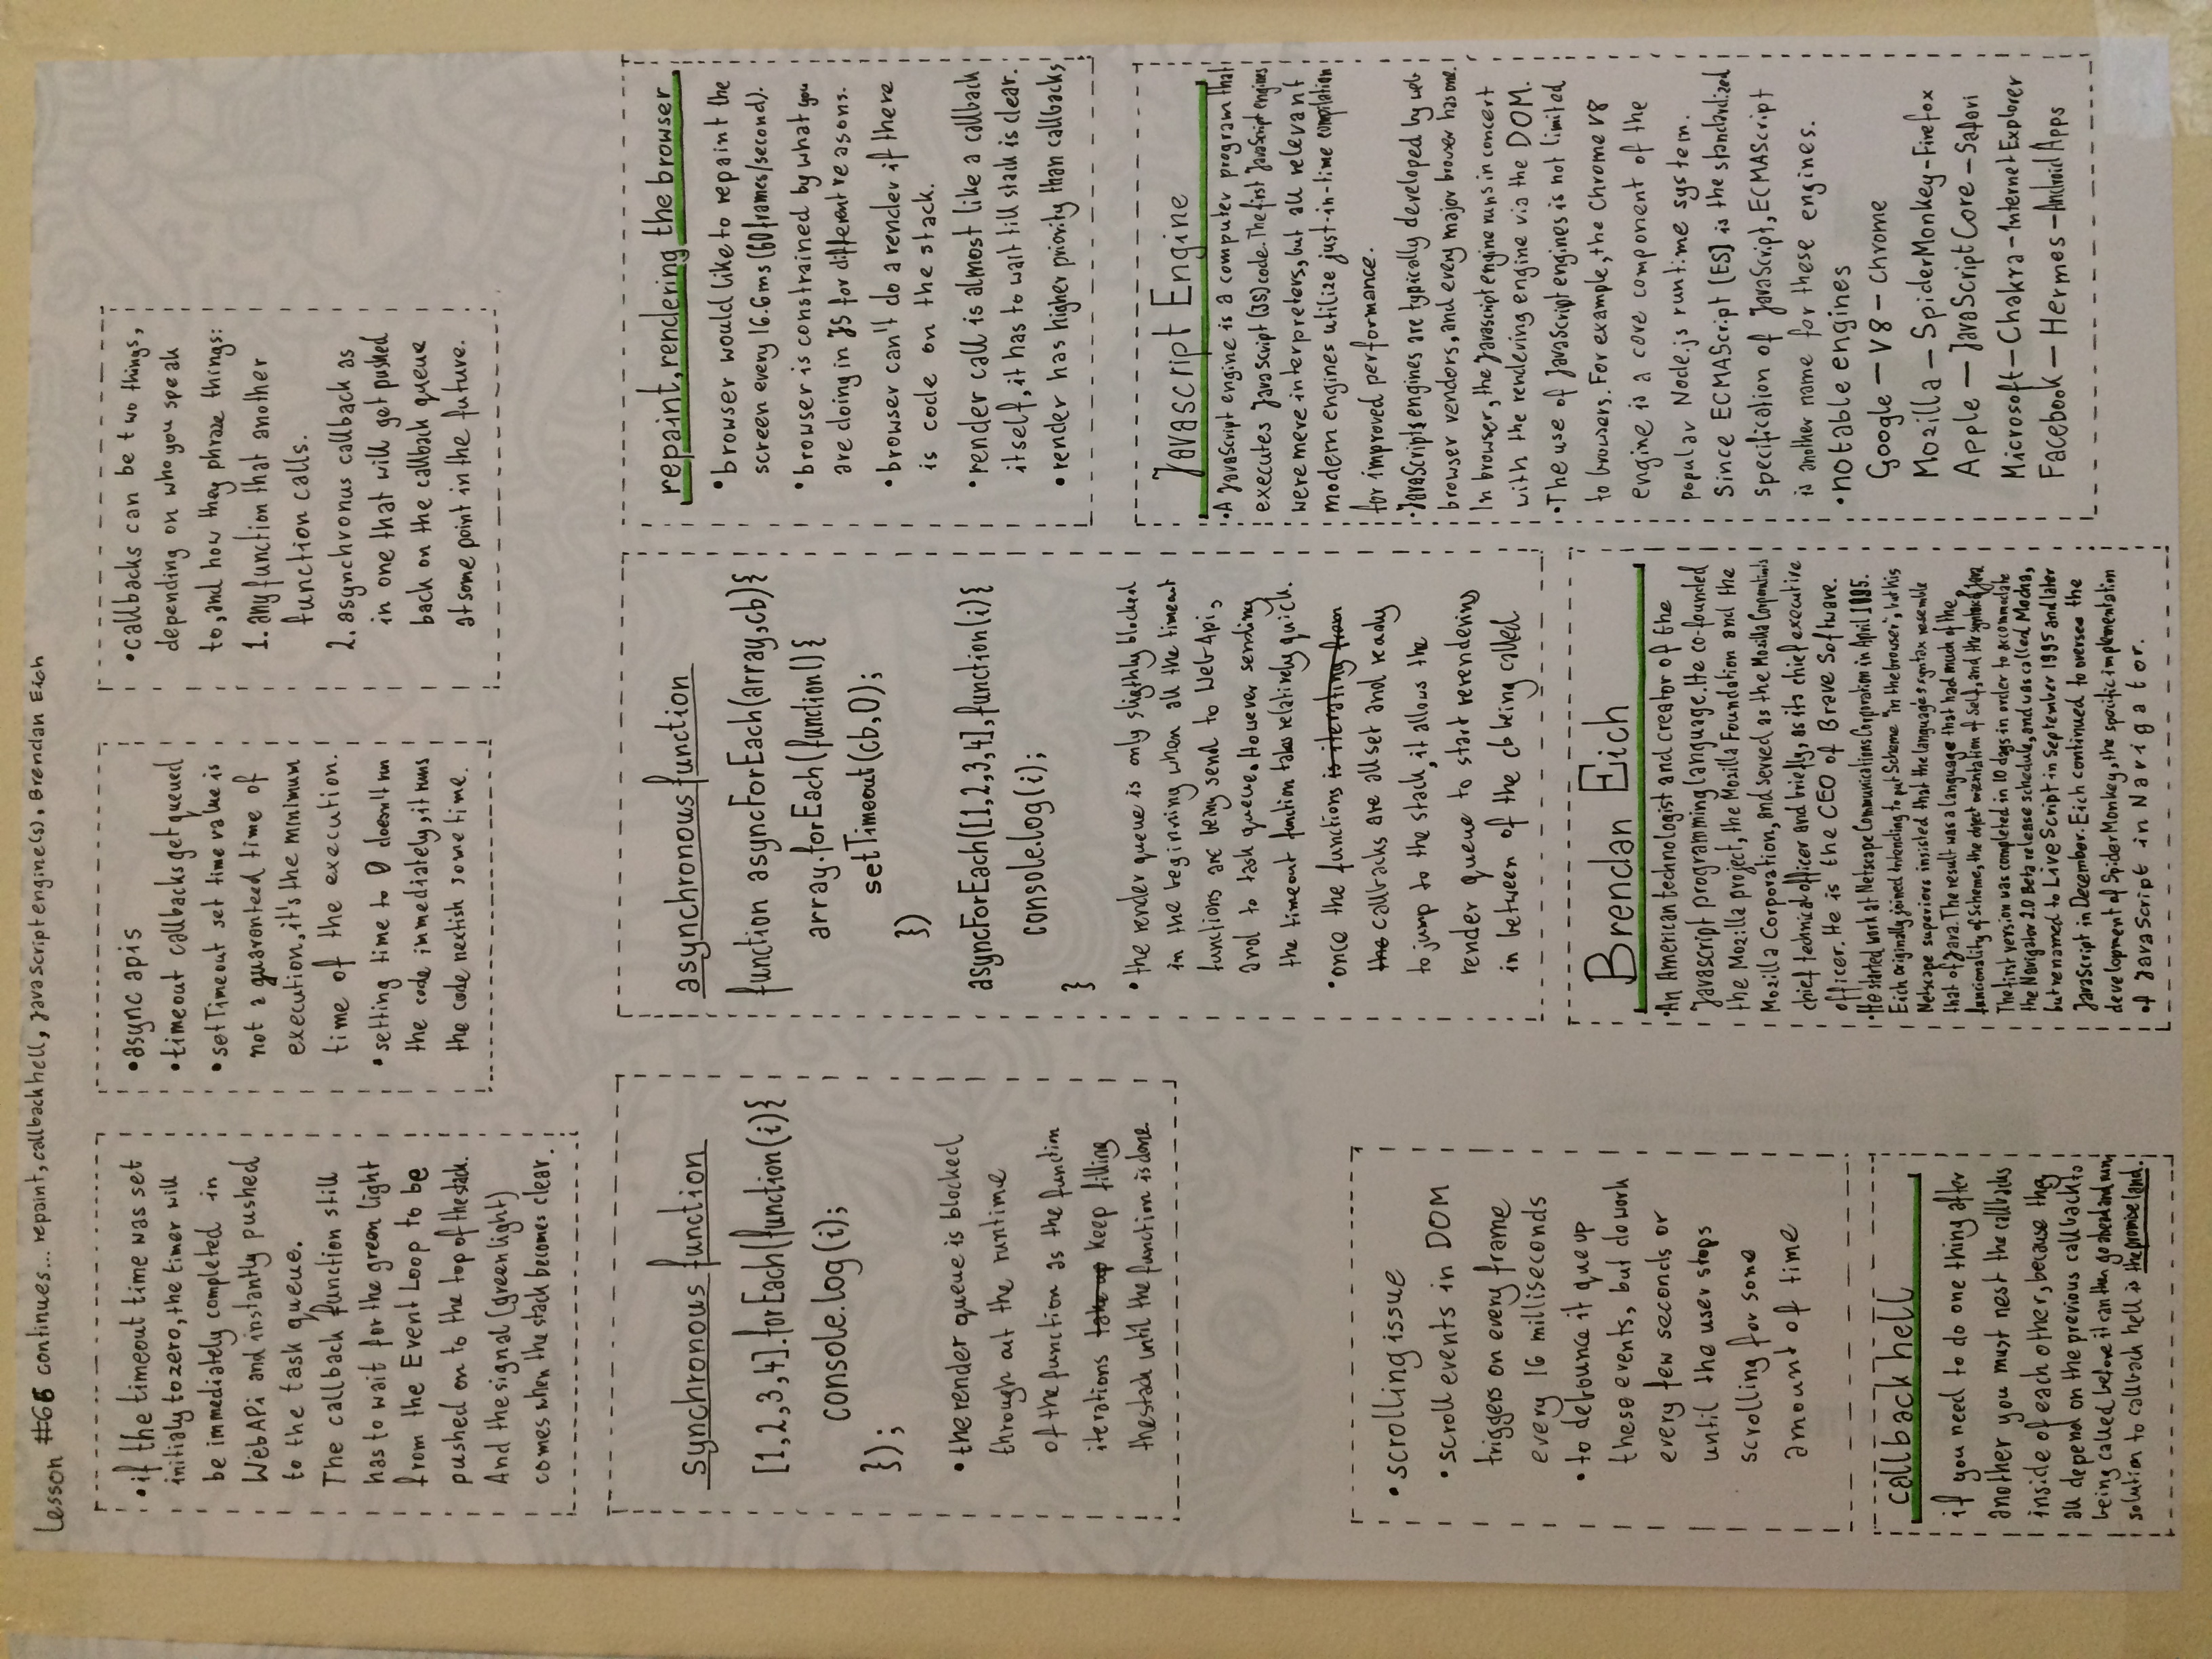 Lesson #66 continues... repaint, callback hell, JavaScript engine(s), Brendan Eich
• if the timeout time was set
initialy to zero, the timer will
be immediately completed in
WebAPi and instantly pushed
to the task queue.
The callback function still
has to wait for the green light
from the Event Loop to be
pushed on to the top of the stack.
And the signal (green light)
comes when the stack becomes clear.
• async apis
• timeout callbacks get queued
• setTimeout set time value is
not a guaronteed time of
execution, it's the minimum
time of the execution.
• setting time to 0 doesn't run
the code immediately, it runs
the code nextish some time.
• callbacks can be two things,
depending on who you speak
to, and how they phraze things:
1. any function that another
function calls.
2. asynchronus callback as
in one that will get pushed
back on the callback queue
at some point in the future.
synchronous function
[1,2,3,4].forEach(function(i){
console.log(i);
});
• the render queue is blocked
through out the runtime
of the function as the function
iterations take up keep filling
the stack until the function is done.
asynchronous function
function asyncForEach(array,cb){
array.forEach(function(){
setTimeout(cb,0);
})
asyncForEach([1,2,3,4],function(i){
console.log(i);
}
• the render queue is only sligthly blocked
in the beginning when all the timeout
functions are being send to WebApi,
and to task queue. However sending
the timeout function takes relatively quick.
• once the functions is iterating from
the callbacks are all set and ready
to jump to the stack, it allows the
render queue to start rerendering
in between of the cb being called
repaint, rendering the browser
• browser would like to repaint the
screen every 16.6ms (60 frames/second).
• browser is constrained by what you
are doing in JS for different reasons.
• browser can't do a render if there
is code on the stack.
• render call is almost like a callback
itself, it has to wait till stack is clear.
• render has higher priority than callbacks
Javascript Engine
• A JavaScript engine is a computer program that
executes JavaScript (JS) code. The first JavaScript engines
were mere interpreters, but all relevant
modern engines utilize just-in-time compilation
for improved performance.
• JavaScripts engines are typically developed by web
browser vendors, and every major browser has one.
In browser, the Javascript engine runs in concert
with the rendering engine via the DOM.
• The use of JavaScript engines is not limited
to browsers. For example, the Chrome V8
engine is a core component of the
popular Node.js runtime system.
Since ECMAScript (ES) is the standardized
specification of JavaScript, ECMAScript
is another name for these engines.
• notable engines
Google - V8 - Chrome
Mozilla - SpiderMonkey - Firefox
Apple - JavaScriptCore - Safari
Microsoft - Chakra - Internet Explorer
Facebook - Hermes - Android Apps
• scrolling issue
• scroll events in DOM
triggers on every frame
every 16 milliseconds
• to debounce it queup
these events, but do work
every few seconds or
until the user stops
scrolling for some
amount of time
callback hell
if you need to do one thing after
another you must nest the callbacks
inside of each other, because they
all depend on the previous callback to
being called before it can then go ahead and run,
solution to callback hell is the promise land.
Brendan Eich
• An American technologist and creator of the
Javascript programming language. He co-founded
the Mozilla project, the Mozilla Foundation and the
Mozilla Corporation, and served as the Mozilla Corporation's
chief technical officer and briefly, as its chief executive
officer. He is the CEO of Brave Software.
• He started work at Netscape Communications Corporation in April 1995.
Eich originally joined intending to put Scheme "in the browser", but his
Netscape superiors insisted that the language's syntax resemble
that of Java. The result was a language that had much of the
funcionality of Scheme, the object orientation of Self, and the syntax of Java
The first version was completed in 10 days in order to accommodate
the Navigator 2.0 Beta release schedule, and was called Mocha,
but renamed to LiveScript in September 1995 and later
JavaScript in December. Eich continued to oversee the
development of SpiderMonkey, the specific implementation
of JavaScript in Navigator.